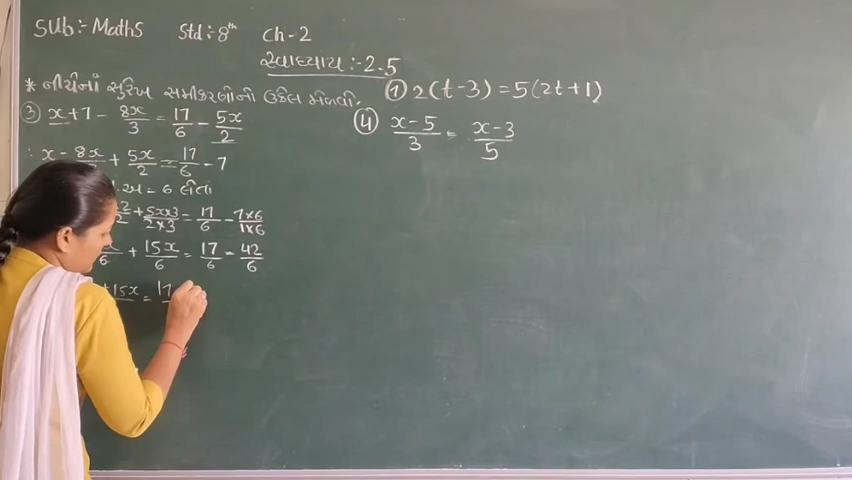 Sub:- Maths Std:- 8th Ch-2
સ્વાધ્યાય :- 2.5
* નીચેનાં સુરેખ સમીકરણોનો ઉકેલ મેળવો.
③ x + 7 - 8x/3 = 17/6 - 5x/2
∴ x - 8x/3 + 5x/2 = 17/6 - 7
.અ = 6 લેતાં
+ 5x×3/2×3 = 17/6 - 7×6/1×6
+ 15x/6 = 17/6 - 42/6
+ 15x = 17
① 2(t-3) = 5(2t+1)
④ x-5/3 = x-3/5